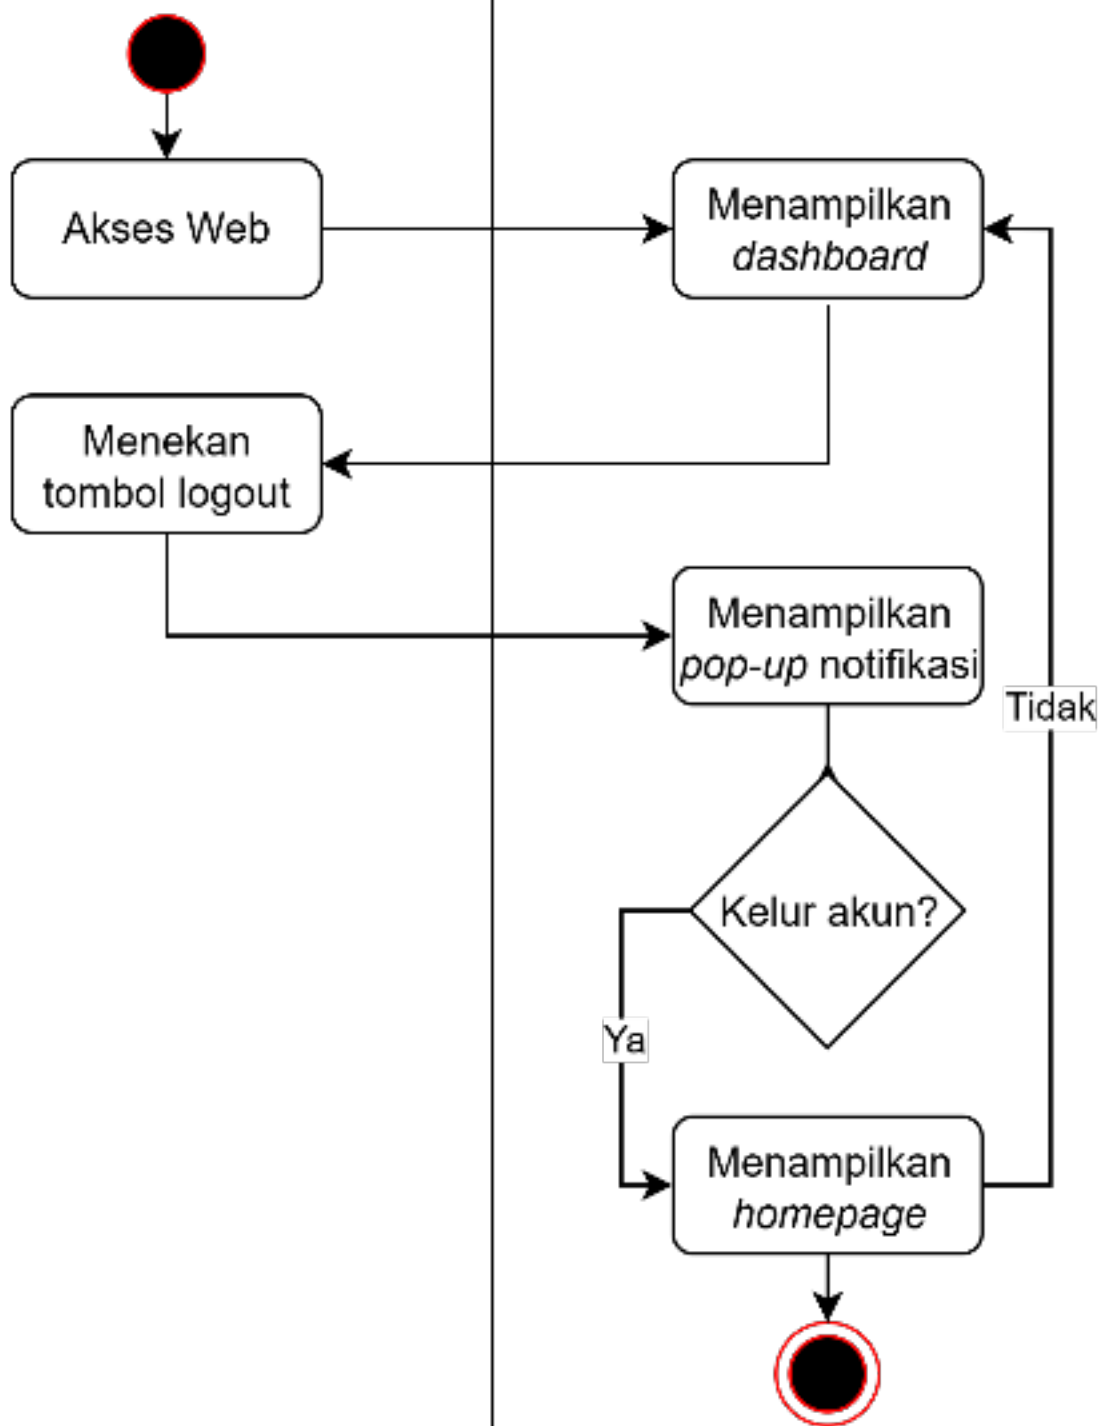 Akses Web
Menampilkan
dashboard
Menekan
tombol logout
Menampilkan
pop-up notifikasi
Tidak
Kelur akun?
Ya
Menampilkan
homepage